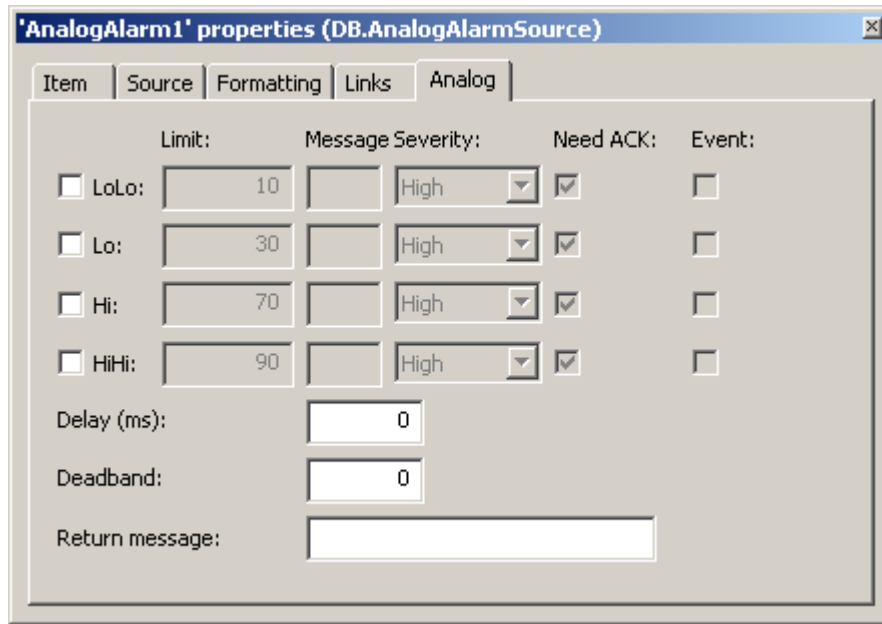 'AnalogAlarm1' properties (DB.AnalogAlarmSource)
Item Source Formatting Links Analog
Limit: Message Severity: Need ACK: Event:
LoLo: 10 High
Lo: 30 High
Hi: 70 High
HiHi: 90 High
Delay (ms): 0
Deadband: 0
Return message: